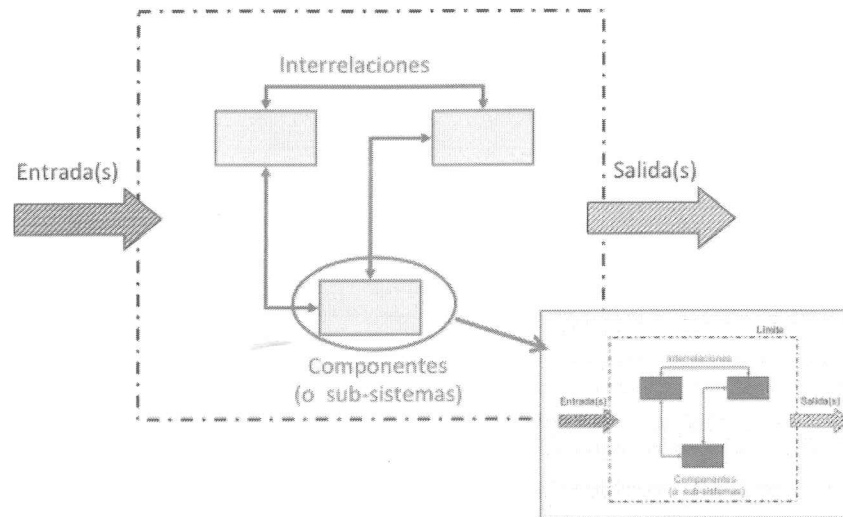 Interrelaciones
Entrada(s)
Salida(s)
Componentes
(o sub-sistemas)
Límite
Interrelaciones
Entrada(s)
Salida(s)
Componentes
(o sub-sistemas)